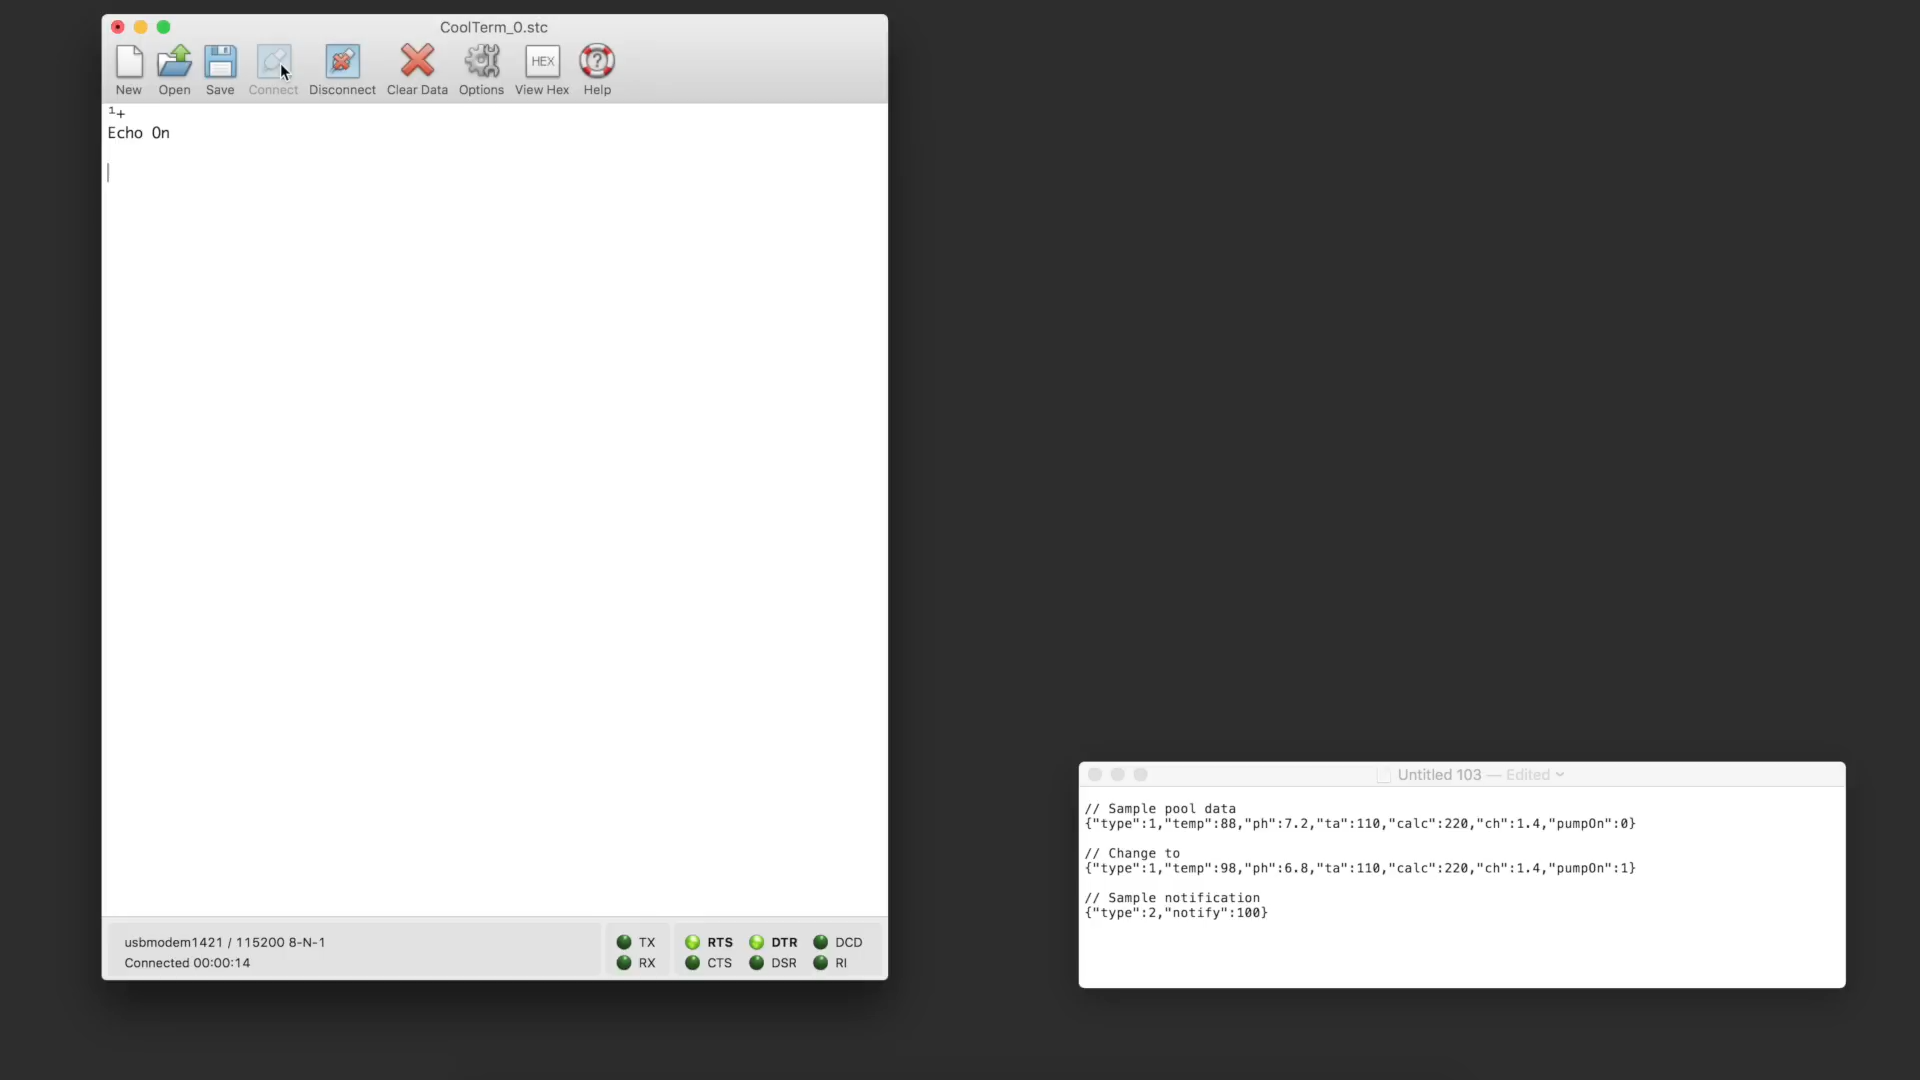 CoolTerm_0.stc
HEX
New Open Save Connect Disconnect Clear Data Options View Hex Help
¹+
Echo On
usbmodem1421 / 115200 8-N-1
Connected 00:00:14
TX RTS DTR DCD
RX CTS DSR RI
Untitled 103 — Edited
// Sample pool data
{"type":1,"temp":88,"ph":7.2,"ta":110,"calc":220,"ch":1.4,"pumpOn":0}
// Change to
{"type":1,"temp":98,"ph":6.8,"ta":110,"calc":220,"ch":1.4,"pumpOn":1}
// Sample notification
{"type":2,"notify":100}